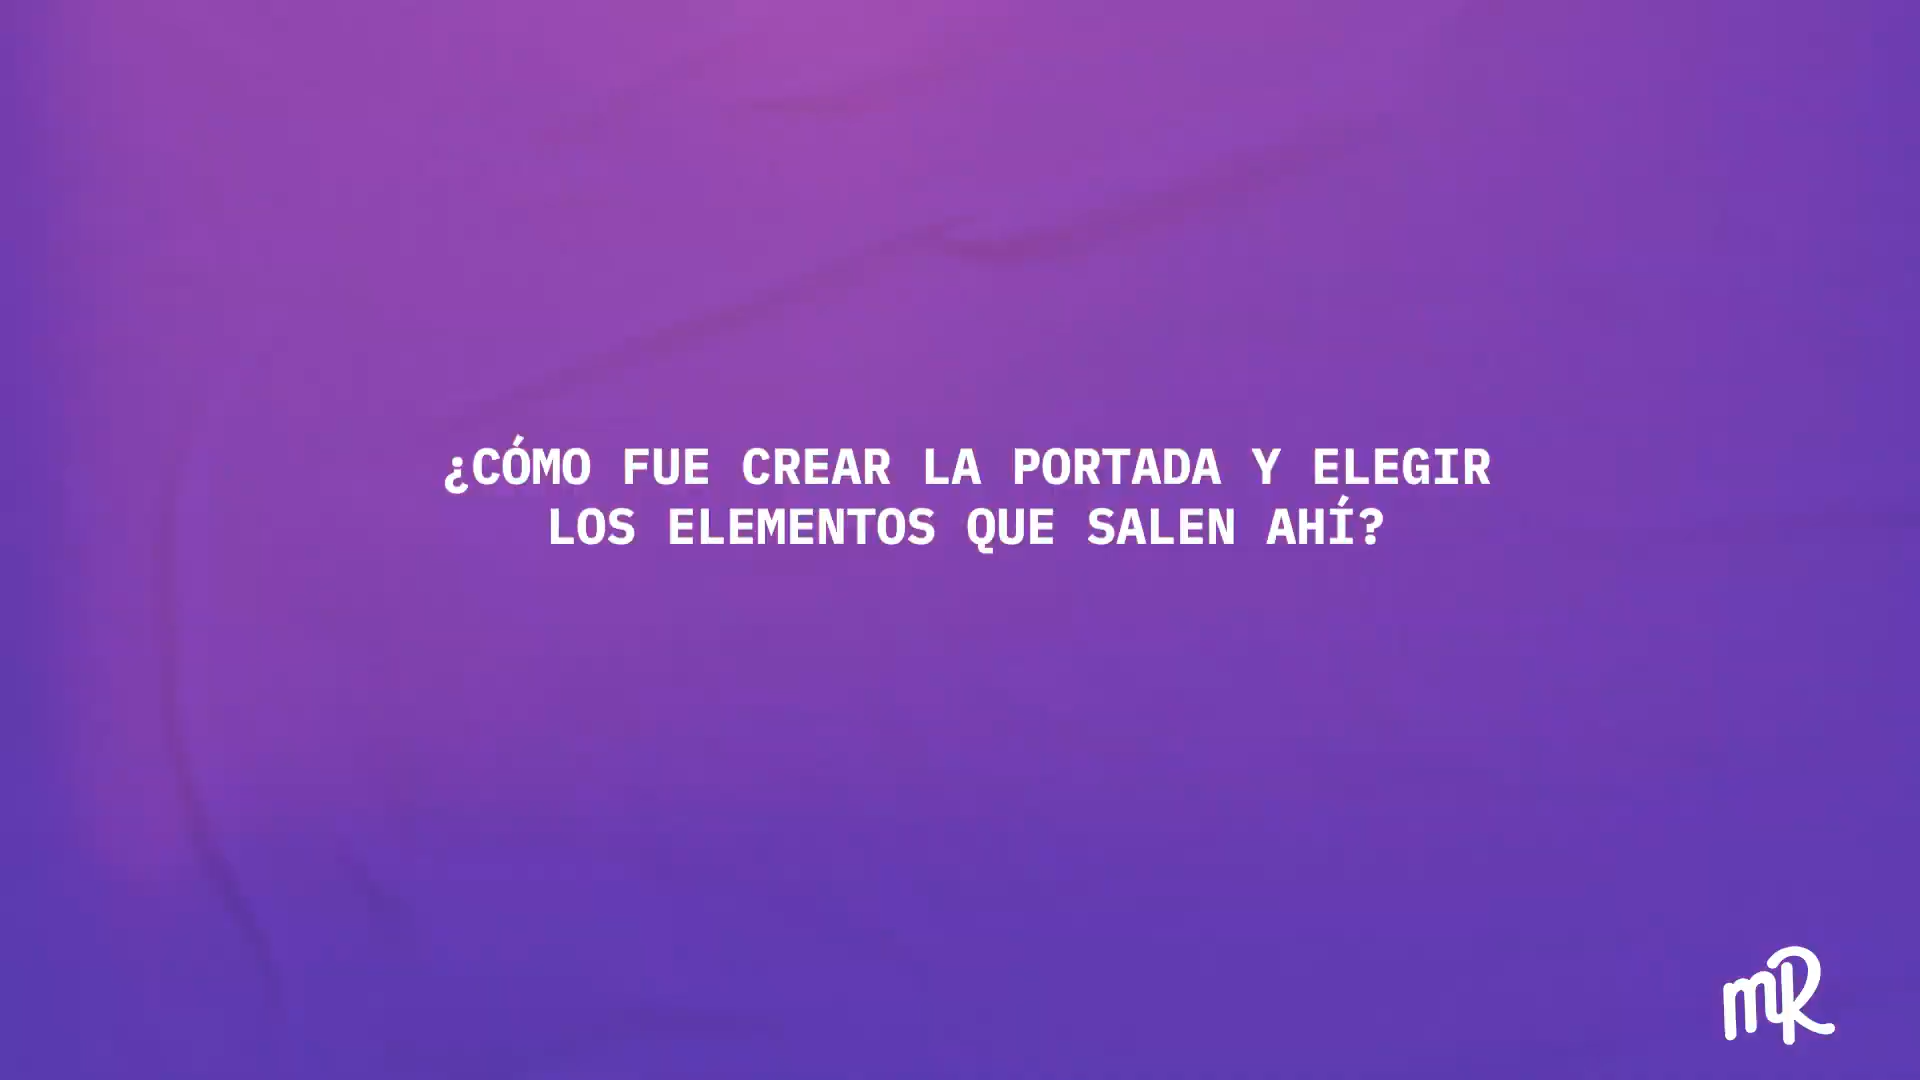 ¿CÓMO FUE CREAR LA PORTADA Y ELEGIR
LOS ELEMENTOS QUE SALEN AHÍ?
mR